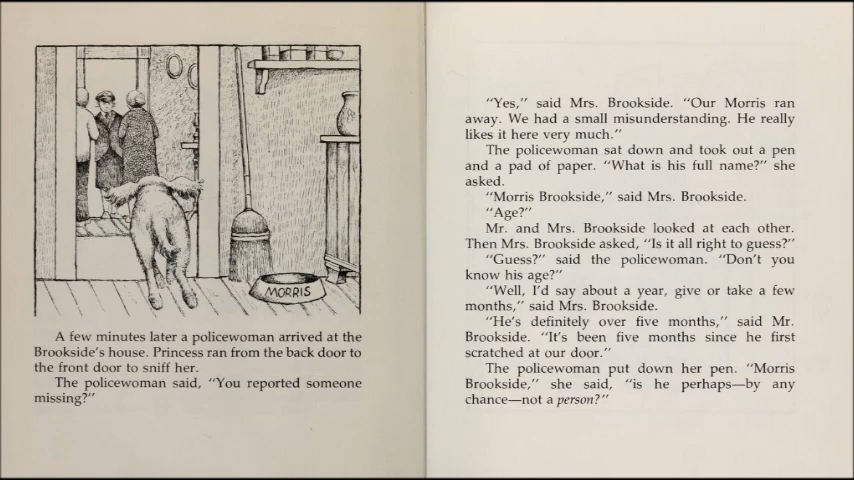 MORRIS
A few minutes later a policewoman arrived at the
Brookside's house. Princess ran from the back door to
the front door to sniff her.
The policewoman said, "You reported someone
missing?"
"Yes," said Mrs. Brookside. "Our Morris ran
away. We had a small misunderstanding. He really
likes it here very much."
The policewoman sat down and took out a pen
and a pad of paper. "What is his full name?" she
asked.
"Morris Brookside," said Mrs. Brookside.
"Age?"
Mr. and Mrs. Brookside looked at each other.
Then Mrs. Brookside asked, "Is it all right to guess?"
"Guess?" said the policewoman. "Don't you
know his age?"
"Well, I'd say about a year, give or take a few
months," said Mrs. Brookside.
"He's definitely over five months," said Mr.
Brookside. "It's been five months since he first
scratched at our door."
The policewoman put down her pen. "Morris
Brookside," she said, "is he perhaps—by any
chance—not a person?"